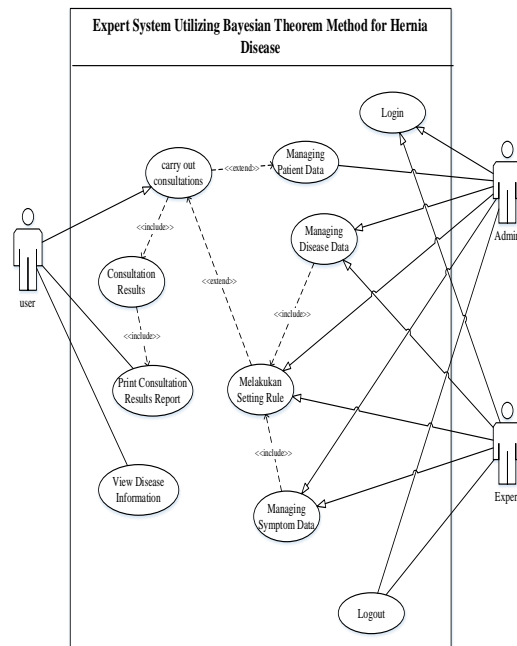 Expert System Utilizing Bayesian Theorem Method for Hernia
Disease
Login
carry out
consultations
<<extend>>
Managing
Patient Data
Admin
<<include>>
Managing
Disease Data
user
Consultation
Results
<<extend>>
<<include>>
<<include>>
Print Consultation
Results Report
Melakukan
Setting Rule
Exper
<<include>>
View Disease
Information
Managing
Symptom Data
Logout